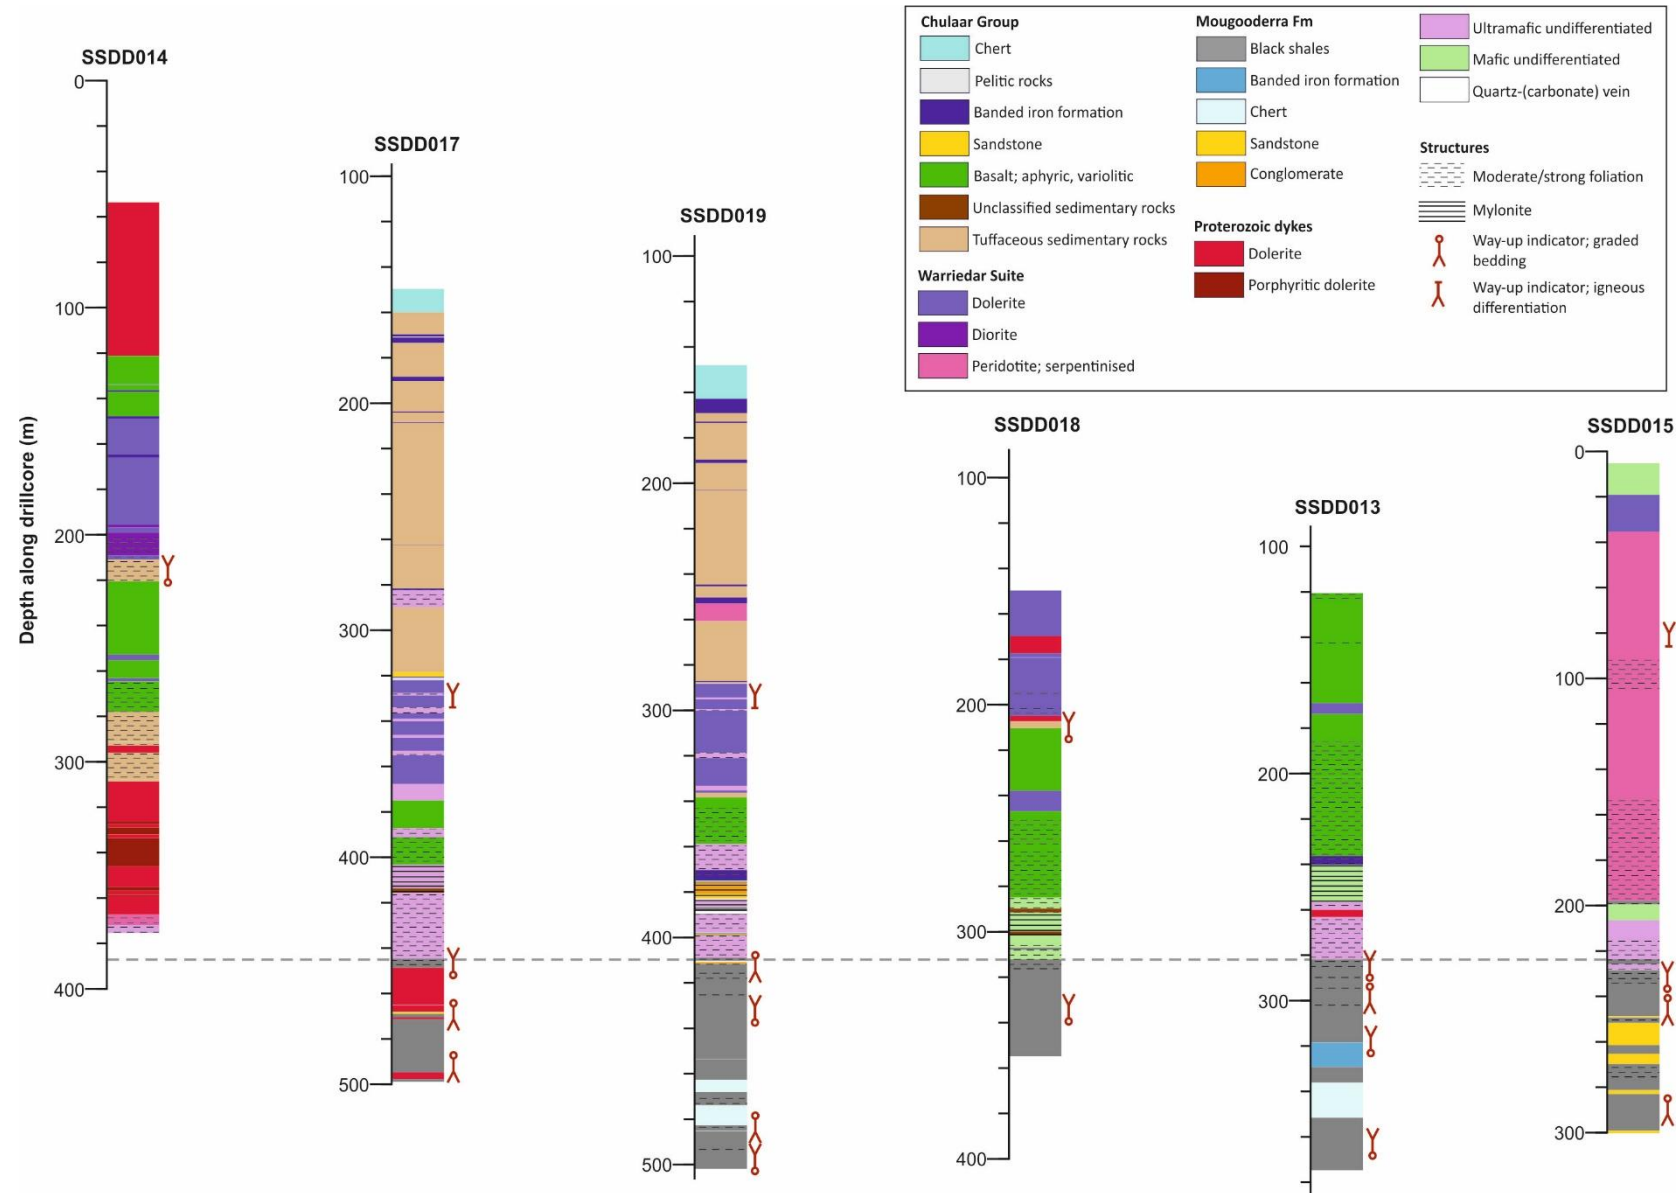 Chulaar Group
Chert
Pelitic rocks
Banded iron formation
Sandstone
Basalt; aphyric, variolitic
Unclassified sedimentary rocks
Tuffaceous sedimentary rocks
Warriedar Suite
Dolerite
Diorite
Peridotite; serpentinised
Mougooderra Fm
Black shales
Banded iron formation
Chert
Sandstone
Conglomerate
Proterozoic dykes
Dolerite
Porphyritic dolerite
Ultramafic undifferentiated
Mafic undifferentiated
Quartz-(carbonate) vein
Structures
Moderate/strong foliation
Mylonite
Way-up indicator; graded
bedding
Way-up indicator; igneous
differentiation
Depth along drillcore (m)
SSDD014
0
100
200
300
400
SSDD017
100
200
300
400
500
SSDD019
100
200
300
400
500
SSDD018
100
200
300
400
SSDD013
100
200
300
SSDD015
0
100
200
300